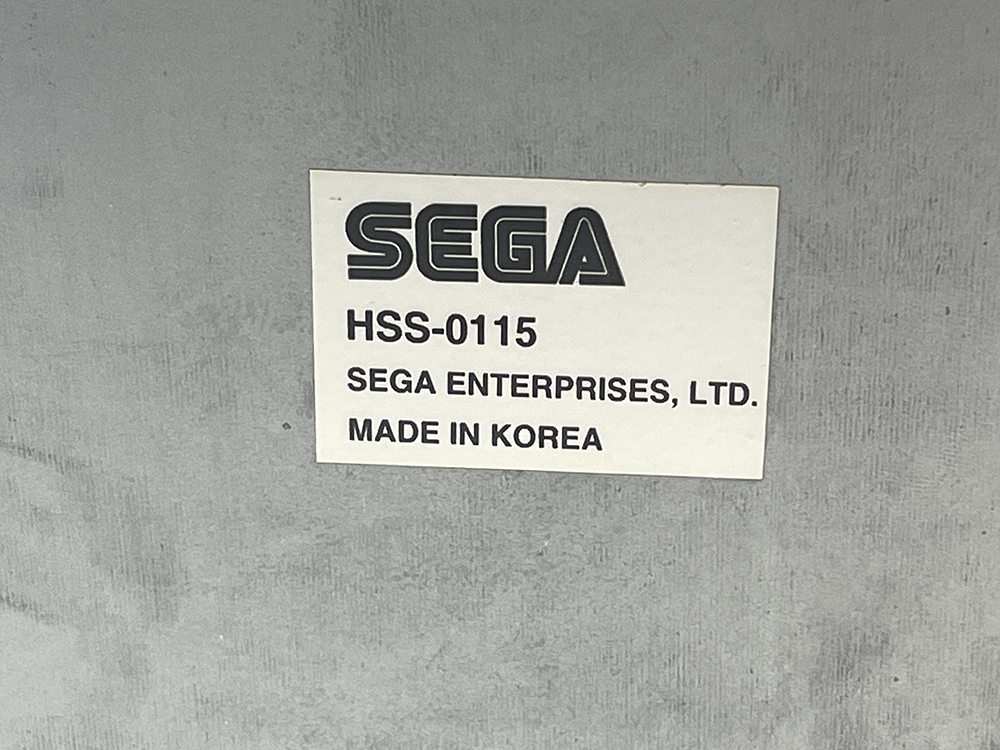 SEGA
HSS-0115
SEGA ENTERPRISES, LTD.
MADE IN KOREA